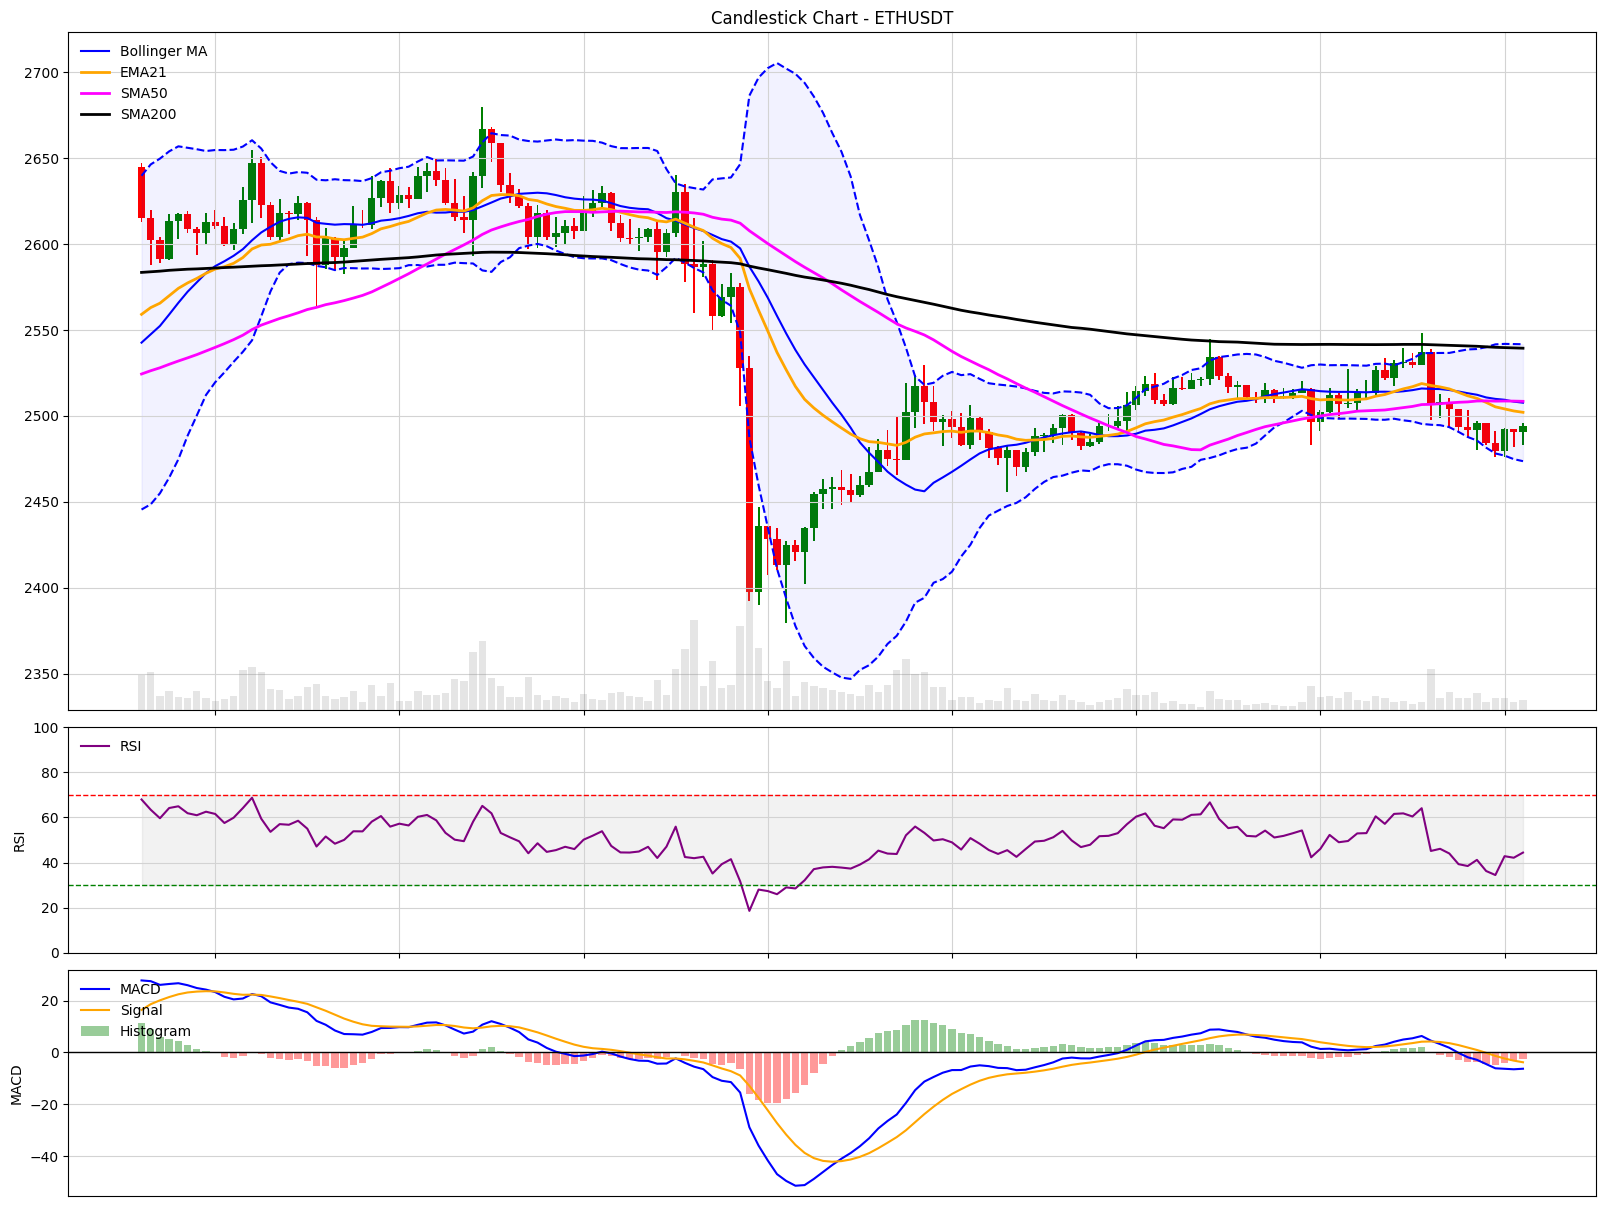 Candlestick Chart - ETHUSDT
Bollinger MA
EMA21
SMA50
SMA200
2700
2650
2600
2550
2500
2450
2400
2350
RSI
100
80
60
40
20
0
RSI
MACD
Signal
Histogram
20
0
−20
−40
MACD